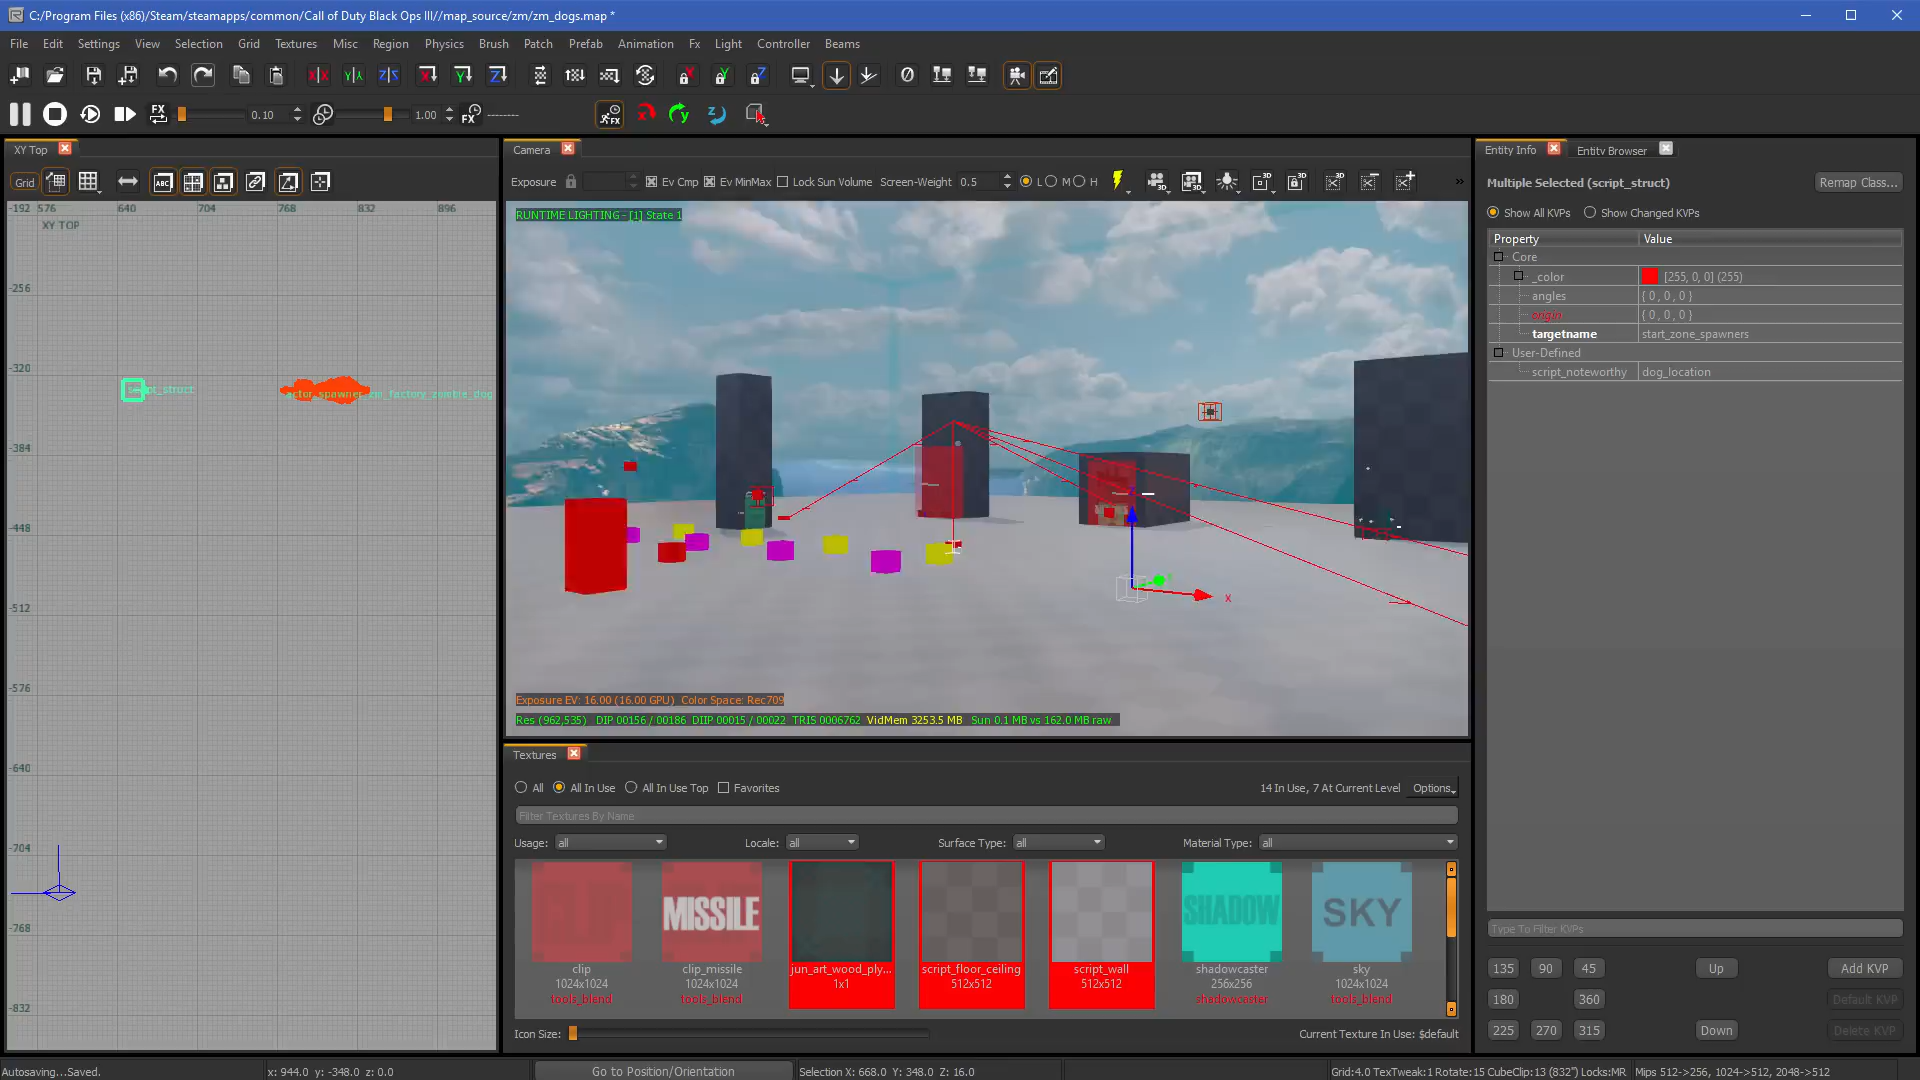 C:/Program Files (x86)/Steam/steamapps/common/Call of Duty Black Ops III//map_source/zm/zm_dogs.map *
File Edit Settings View Selection Grid Textures Misc Region Physics Brush Patch Prefab Animation Fx Light Controller Beams
FX 0.10 1.00 FX --------
XY Top
Camera
Entity Info
Entity Browser
Grid
ABC
Exposure Ev Cmp Ev MinMax Lock Sun Volume Screen-Weight 0.5 L M H
Multiple Selected (script_struct)
Remap Class...
Show All KVPs Show Changed KVPs
-192 576 640 704 768 832 896
XY TOP
RUNTIME LIGHTING - [1] State 1
Property Value
Core
_color [255, 0, 0] (255)
angles { 0 , 0 , 0 }
origin { 0 , 0 , 0 }
targetname start_zone_spawners
User-Defined
script_noteworthy dog_location
-256
-320
-384
-448
-512
-576
-640
-704
-768
-832
x
Exposure EV: 16.00 (16.00 GPU) Color Space: Rec709
Res (962,535) DIP 00156 / 00186 DIIP 00015 / 00022 TRIS 0006762 VidMem 3253.5 MB Sun 0.1 MB vs 162.0 MB raw
Textures
All All In Use All In Use Top Favorites
14 In Use, 7 At Current Level Options
Filter Textures By Name
Usage: all Locale: all Surface Type: all Material Type: all
CLIP MISSILE SHADOW SKY
clip clip_missile jun_art_wood_ply... script_floor_ceiling script_wall shadowcaster sky
1024x1024 1024x1024 1x1 512x512 512x512 256x256 1024x1024
tools_blend tools_blend shadowcaster tools_blend
Icon Size:
Current Texture In Use: $default
Type To Filter KVPs
135 90 45 Up Add KVP
180 360 Default KVP
225 270 315 Down Delete KVP
Autosaving...Saved.
x: 944.0 y: -348.0 z: 0.0
Go to Position/Orientation
Selection X: 668.0 Y: 348.0 Z: 16.0
Grid:4.0 TexTweak:1 Rotate:15 CubeClip:13 (832") Locks:MR
Mips 512->256, 1024->512, 2048->512